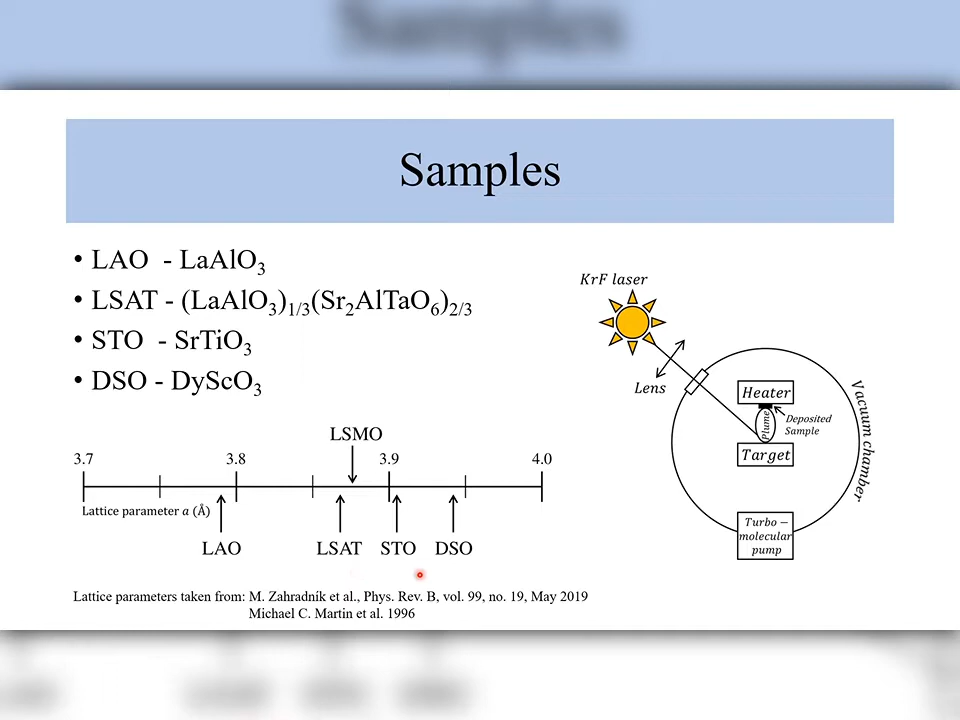 Samples
• LAO - LaAlO3
• LSAT - (LaAlO3)1/3(Sr2AlTaO6)2/3
• STO - SrTiO3
• DSO - DyScO3
LSMO
3.7 3.8 3.9 4.0
Lattice parameter a (Å)
LAO LSAT STO DSO
Lattice parameters taken from: M. Zahradník et al., Phys. Rev. B, vol. 99, no. 19, May 2019
Michael C. Martin et al. 1996
KrF laser
Lens
Heater
Plume
Deposited
Sample
Target
Vacuum chamber
Turbo −
molecular
pump